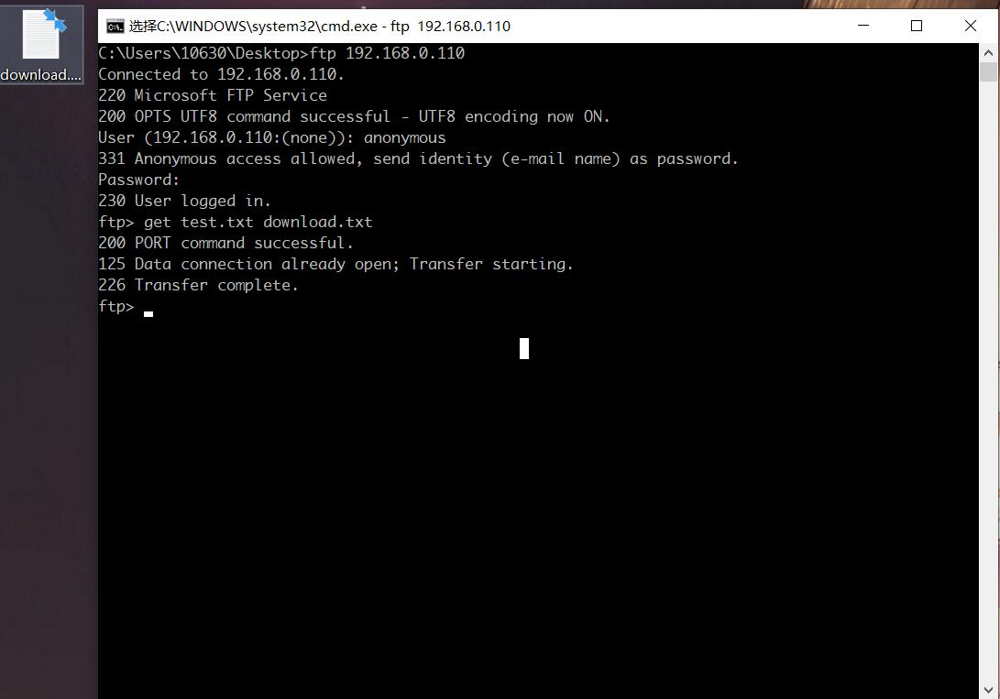 download....
选择C:\WINDOWS\system32\cmd.exe - ftp  192.168.0.110
C:\Users\10630\Desktop>ftp 192.168.0.110
Connected to 192.168.0.110.
220 Microsoft FTP Service
200 OPTS UTF8 command successful - UTF8 encoding now ON.
User (192.168.0.110:(none)): anonymous
331 Anonymous access allowed, send identity (e-mail name) as password.
Password:
230 User logged in.
ftp> get test.txt download.txt
200 PORT command successful.
125 Data connection already open; Transfer starting.
226 Transfer complete.
ftp>